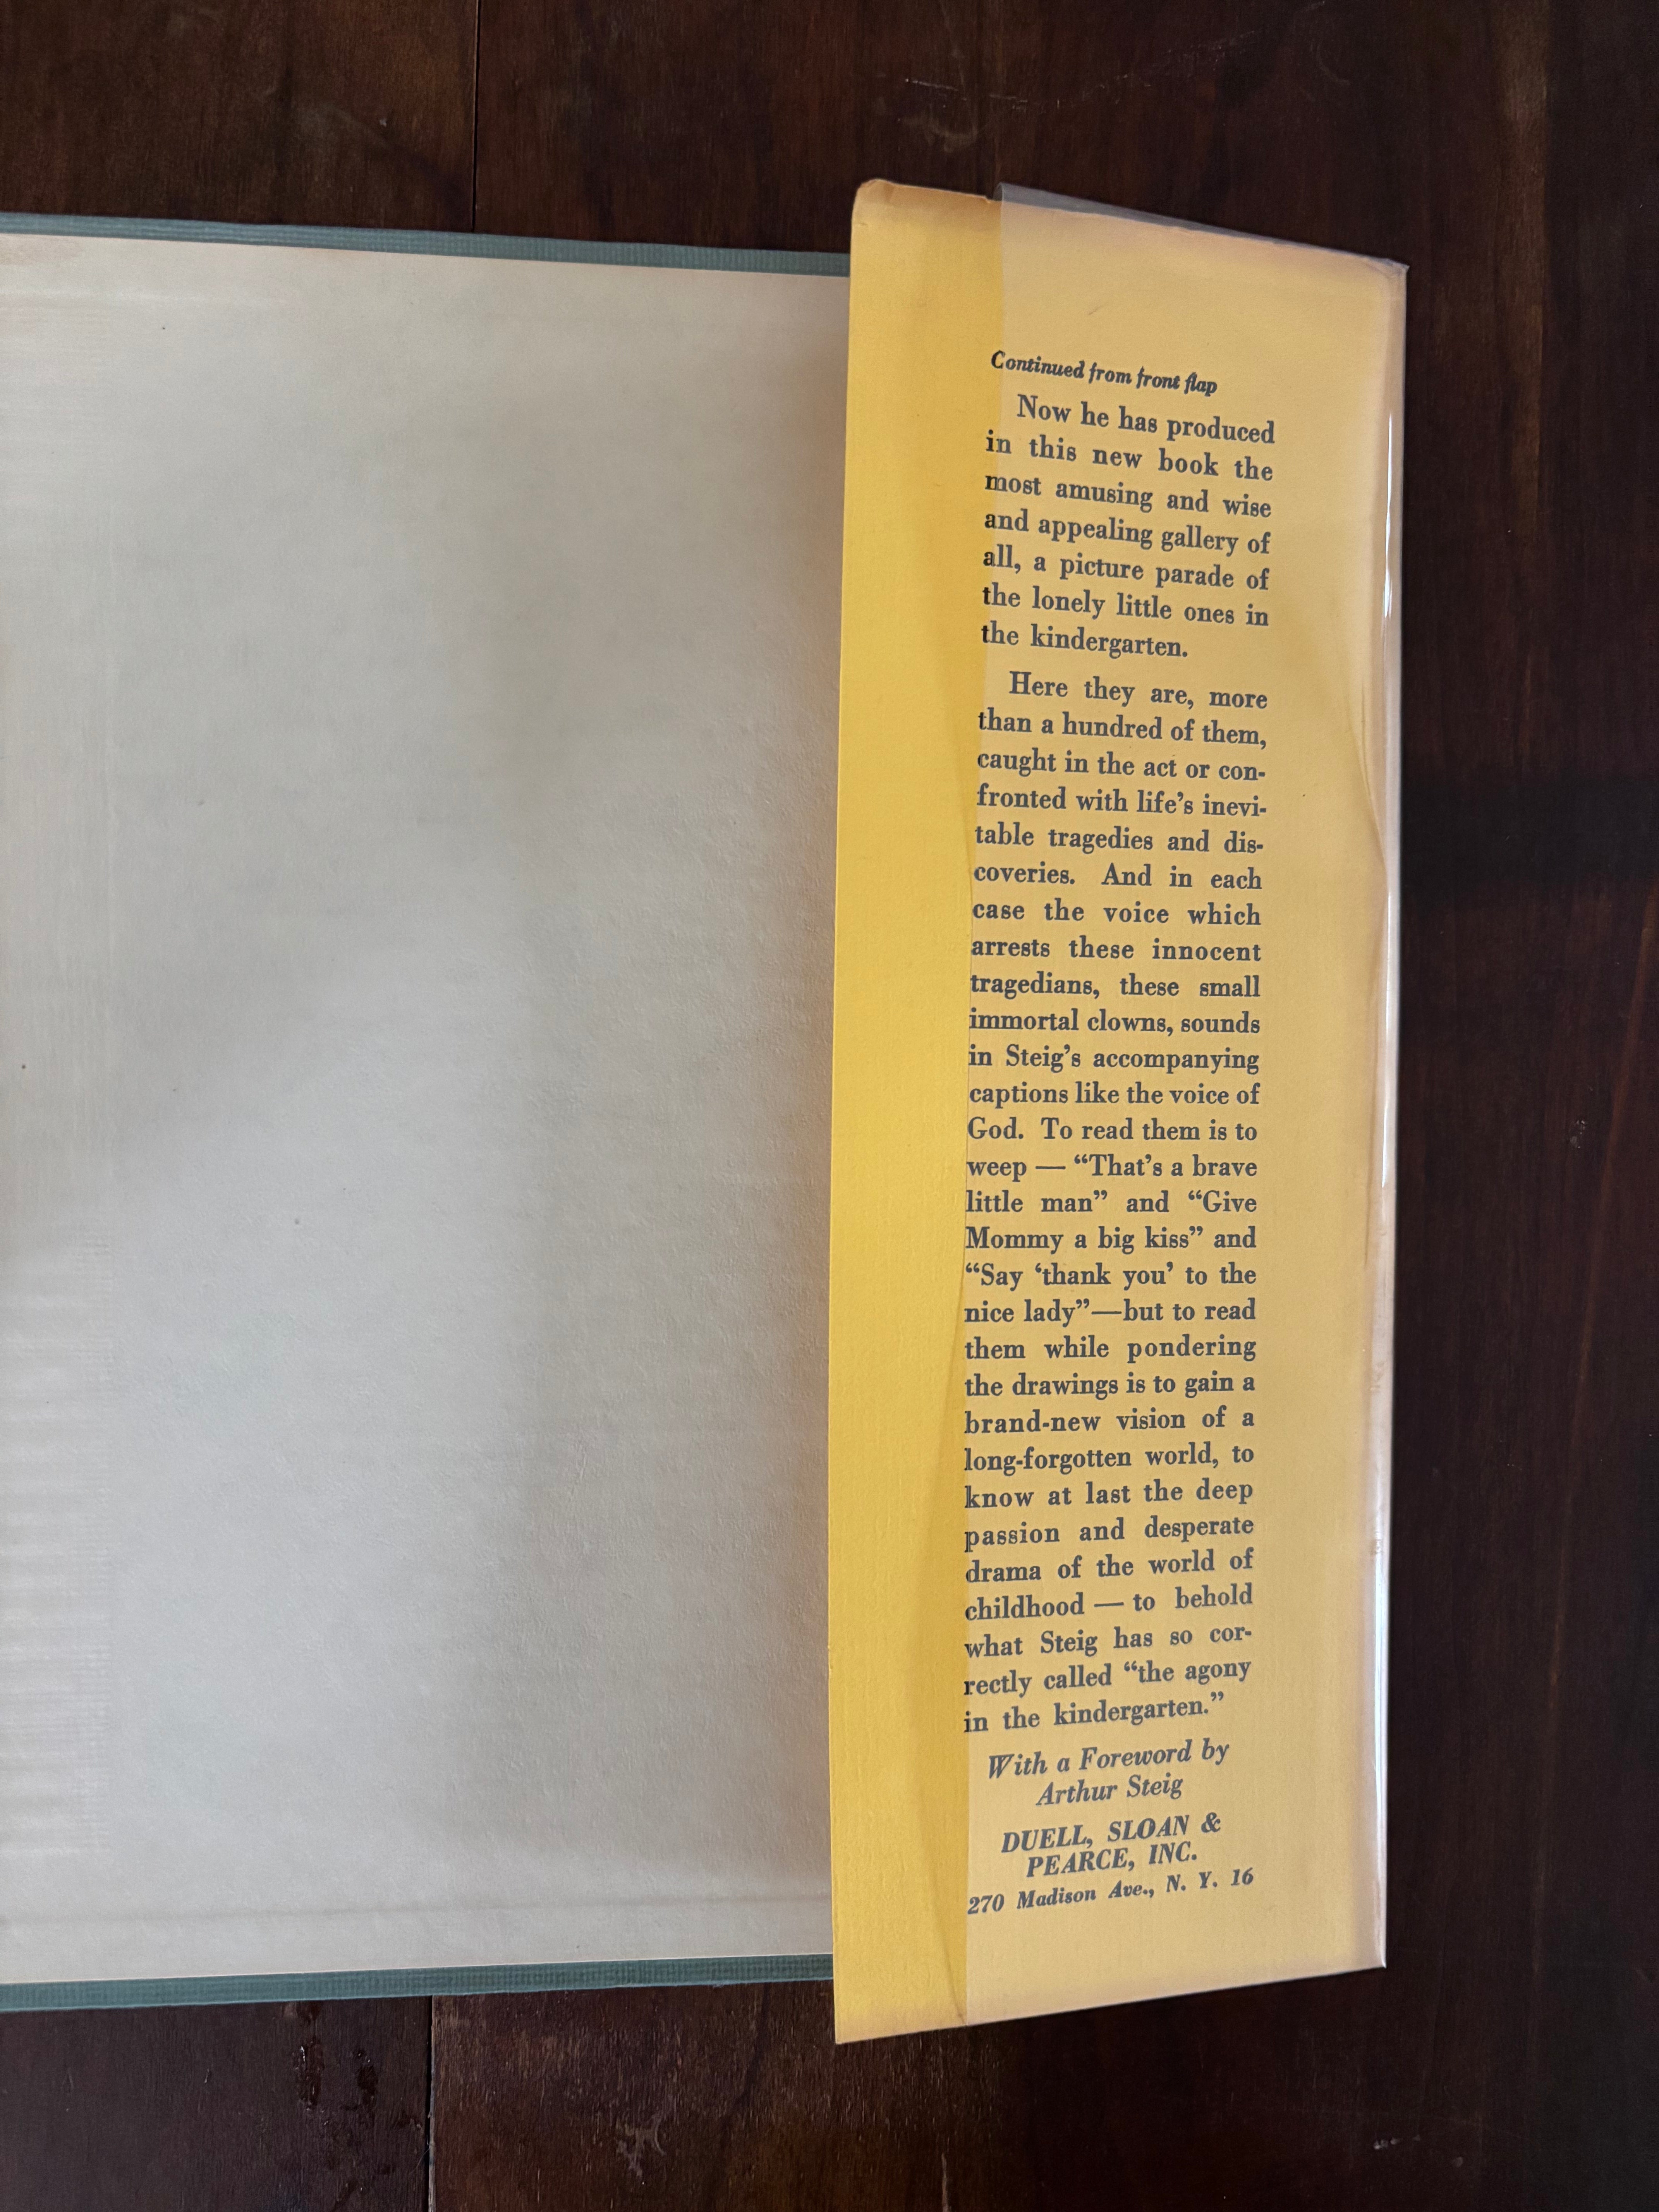 Continued from front flap
Now he has produced
in this new book the
most amusing and wise
and appealing gallery of
all, a picture parade of
the lonely little ones in
the kindergarten.
Here they are, more
than a hundred of them,
caught in the act or con-
fronted with life's inevi-
table tragedies and dis-
coveries. And in each
case the voice which
arrests these innocent
tragedians, these small
immortal clowns, sounds
in Steig's accompanying
captions like the voice of
God. To read them is to
weep — “That's a brave
little man” and “Give
Mommy a big kiss” and
“Say ‘thank you’ to the
nice lady”—but to read
them while pondering
the drawings is to gain a
brand-new vision of a
long-forgotten world, to
know at last the deep
passion and desperate
drama of the world of
childhood — to behold
what Steig has so cor-
rectly called “the agony
in the kindergarten.”
With a Foreword by
Arthur Steig
DUELL, SLOAN &
PEARCE, INC.
270 Madison Ave., N. Y. 16